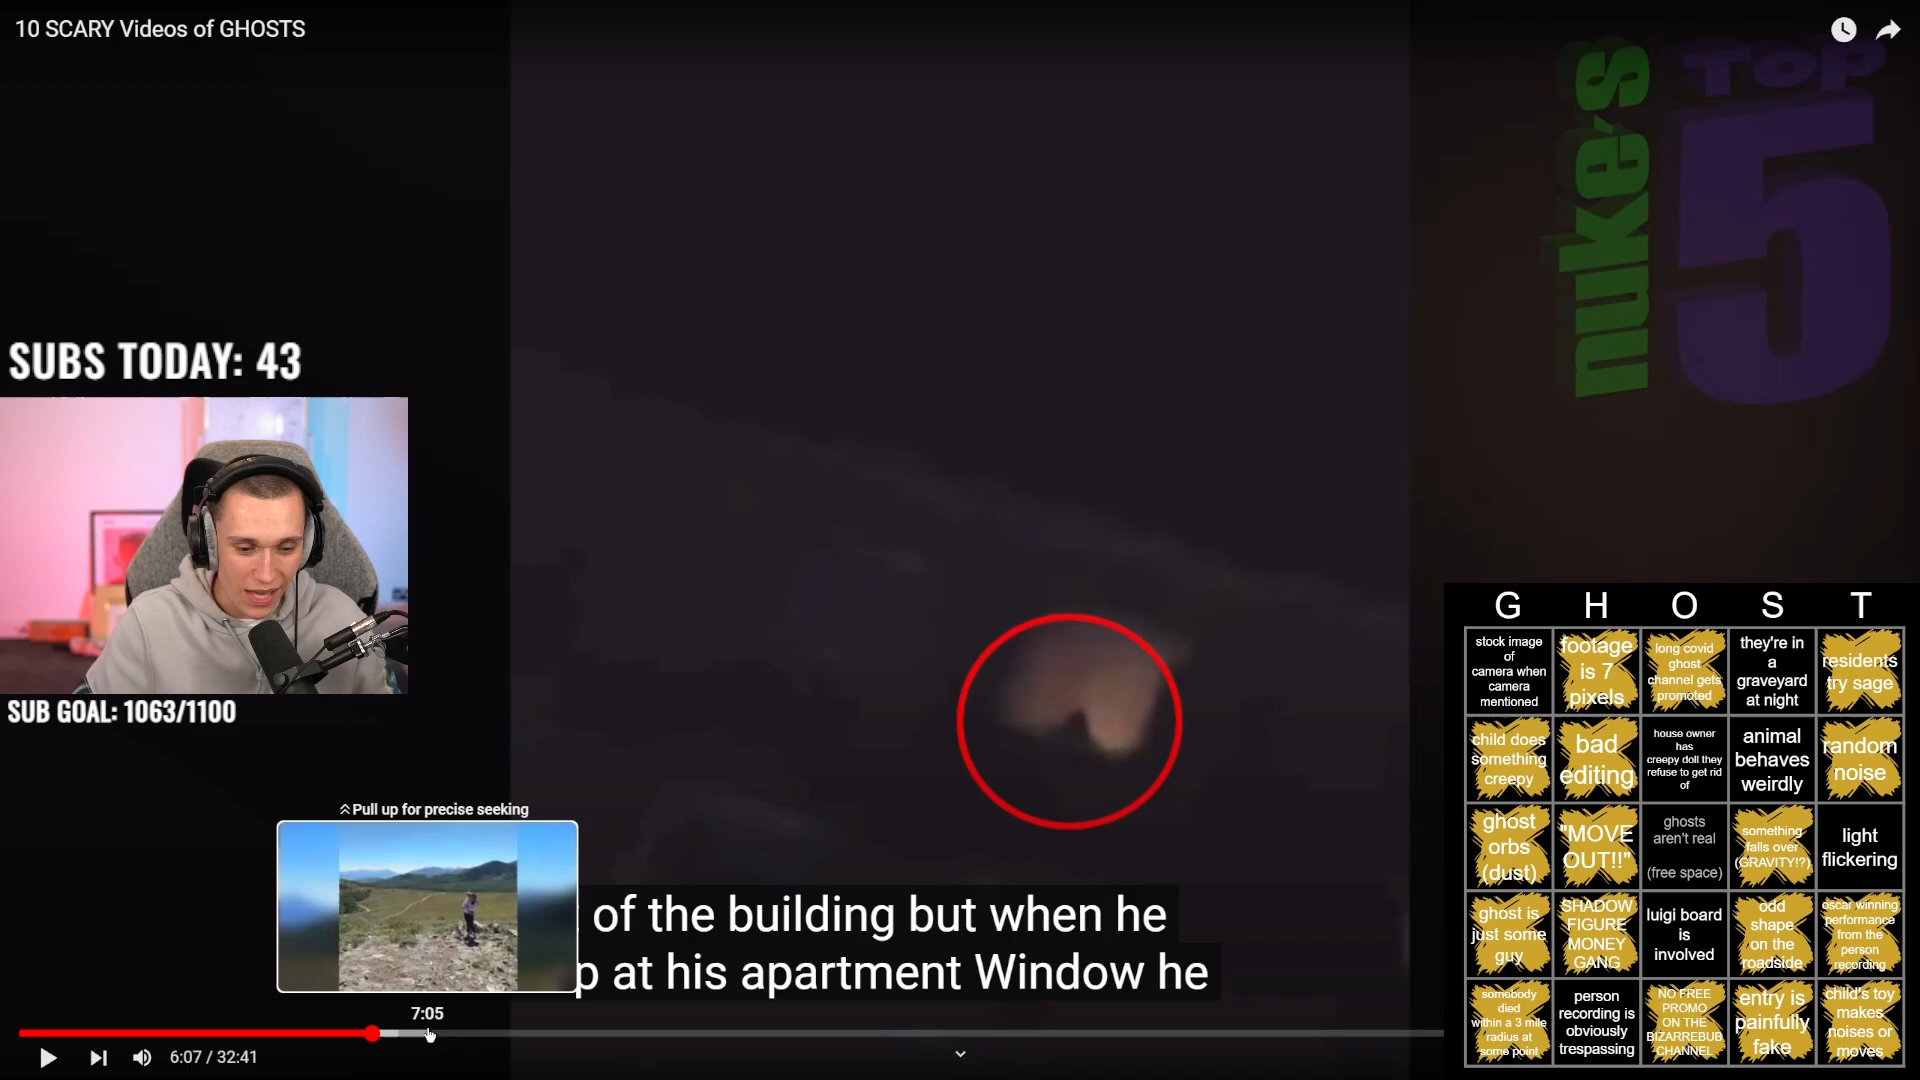 10 SCARY Videos of GHOSTS
nuke's
Top
5
SUBS TODAY: 43
SUB GOAL: 1063/1100
Pull up for precise seeking
of the building but when he
p at his apartment Window he
7:05
6:07 / 32:41
G H O S T
stock image
of
camera when
camera
mentioned
footage
is 7
pixels
long covid
ghost
channel gets
promoted
they're in
a
graveyard
at night
residents
try sage
child does
something
creepy
bad
editing
house owner
has
creepy doll they
refuse to get rid
of
animal
behaves
weirdly
random
noise
ghost
orbs
(dust)
"MOVE
OUT!!"
ghosts
aren't real
(free space)
something
falls over
(GRAVITY!?)
light
flickering
ghost is
just some
guy
SHADOW
FIGURE
MONEY
GANG
luigi board
is
involved
odd
shape
on the
roadside
oscar winning
performance
from the
person
recording
somebody
died
within a 3 mile
radius at
some point
person
recording is
obviously
trespassing
NO FREE
PROMO
ON THE
BIZARREBUB
CHANNEL
entry is
painfully
fake
child's toy
makes
noises or
moves